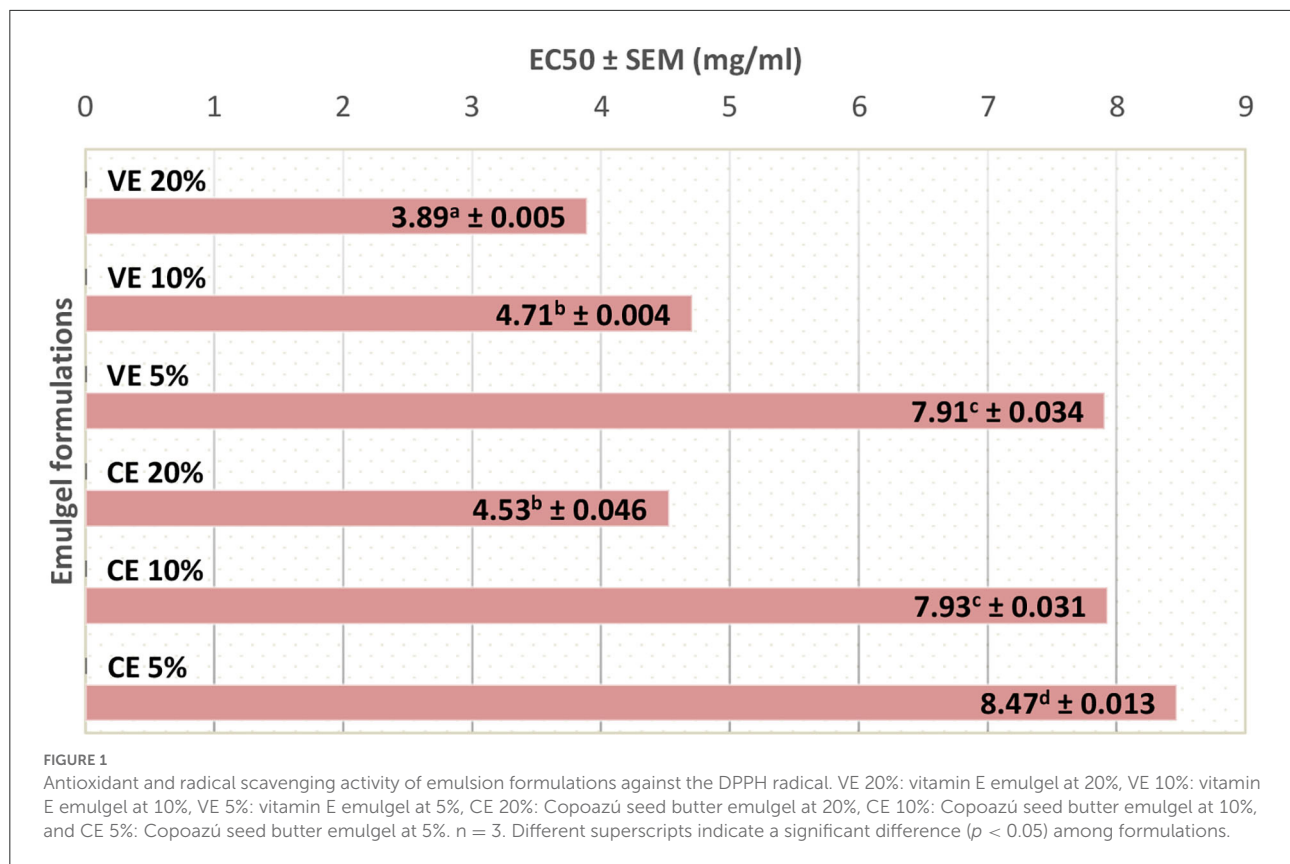 EC50 ± SEM (mg/ml)
0 1 2 3 4 5 6 7 8 9
Emulgel formulations
VE 20%
3.89ᵃ ± 0.005
VE 10%
4.71ᵇ ± 0.004
VE 5%
7.91ᶜ ± 0.034
CE 20%
4.53ᵇ ± 0.046
CE 10%
7.93ᶜ ± 0.031
CE 5%
8.47ᵈ ± 0.013
FIGURE 1
Antioxidant and radical scavenging activity of emulsion formulations against the DPPH radical. VE 20%: vitamin E emulgel at 20%, VE 10%: vitamin
E emulgel at 10%, VE 5%: vitamin E emulgel at 5%, CE 20%: Copoazú seed butter emulgel at 20%, CE 10%: Copoazú seed butter emulgel at 10%,
and CE 5%: Copoazú seed butter emulgel at 5%. n = 3. Different superscripts indicate a significant difference (p < 0.05) among formulations.